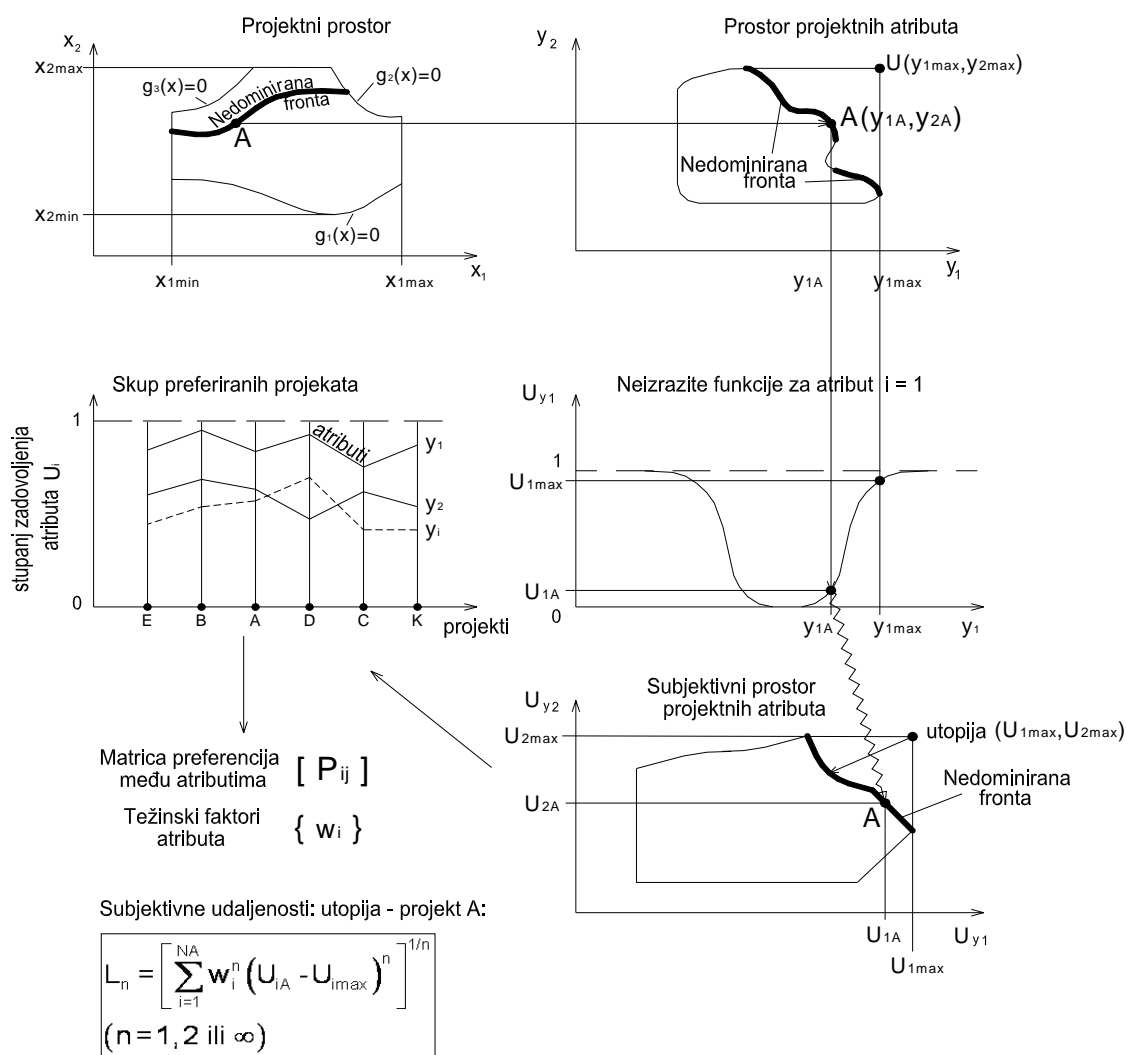 Projektni prostor
x2
x2max
g3(x)=0
g2(x)=0
Nedominirana
fronta
A
x2min
g1(x)=0
x1
x1min
x1max
Prostor projektnih atributa
y2
U(y1max,y2max)
A(y1A,y2A)
Nedominirana
fronta
y1A
y1max
y1
Skup preferiranih projekata
stupanj zadovoljenja
atributa Ui
1
atributi
y1
y2
yi
0
E B A D C K
projekti
Neizrazite funkcije za atribut i = 1
Uy1
1
U1max
U1A
0
y1A
y1max
y1
Matrica preferencija
među atributima
[ Pij ]
Težinski faktori
atributa
{ wi }
Subjektivni prostor
projektnih atributa
Uy2
U2max
utopija (U1max,U2max)
U2A
A
Nedominirana
fronta
U1A
Uy1
U1max
Subjektivne udaljenosti: utopija - projekt A:
Ln = [ ∑ i=1 NA wi^n (UiA - Uimax)^n ]^1/n
(n=1, 2 ili ∞)